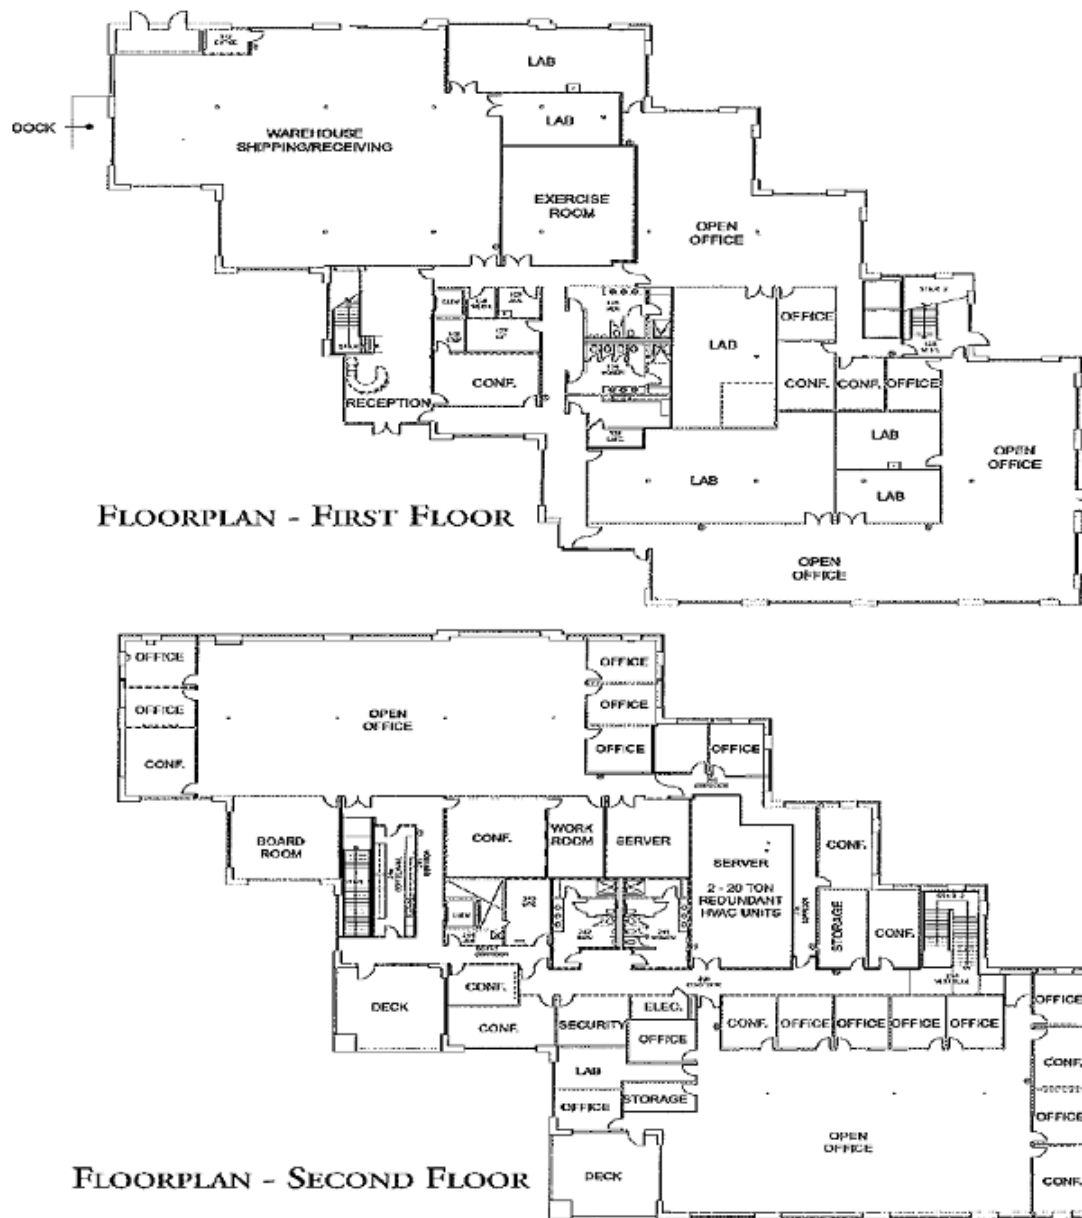 LAB
DOCK
LAB
WAREHOUSE
SHIPPING/RECEIVING
EXERCISE
ROOM
OPEN
OFFICE
OFFICE
LAB
CONF.
CONF.
CONF.
OFFICE
RECEPTION
LAB
OPEN
OFFICE
LAB
LAB
FLOORPLAN - FIRST FLOOR
OPEN
OFFICE
OFFICE
OFFICE
OFFICE
OFFICE
OPEN
OFFICE
OFFICE
OFFICE
CONF.
BOARD
ROOM
CONF.
WORK
ROOM
SERVER
CONF.
SERVER
2 - 20 TON
REDUNDANT
HVAC UNITS
STORAGE
CONF.
CONF.
DECK
CONF.
SECURITY
ELEC.
OFFICE
CONF.
OFFICE
OFFICE
OFFICE
OFFICE
OFFICE
CONF.
LAB
OFFICE
STORAGE
OFFICE
OPEN
OFFICE
DECK
CONF.
FLOORPLAN - SECOND FLOOR